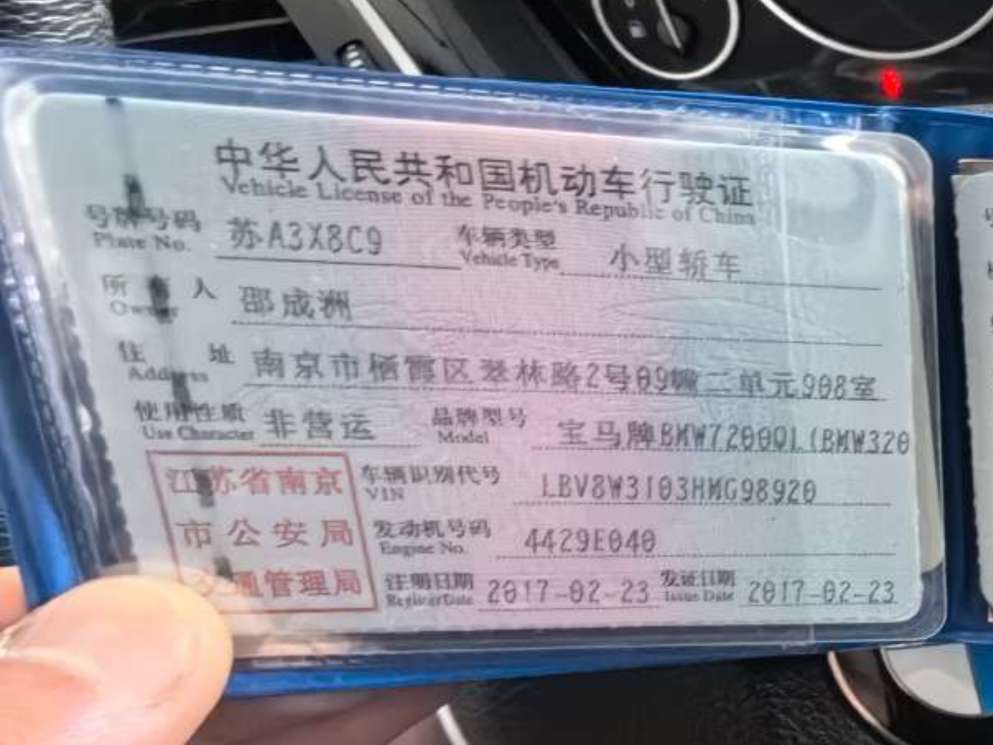 中华人民共和国机动车行驶证
Vehicle License of the People's Republic of China
号牌号码 苏A3X8C9 车辆类型 小型轿车
Plate No. Vehicle Type
所有人 邵成洲
Owner
住址 南京市栖霞区翠林路2号09幢二单元908室
Address
使用性质 非营运 品牌型号 宝马牌BMW7200QL(BMW320
Use Character Model
江苏省南京 车辆识别代号 LBV8W3103HMG98920
VIN
市公安局 发动机号码 4429E040
Engine No.
交通管理局 注册日期 2017-02-23 发证日期 2017-02-23
Register Date Issue Date